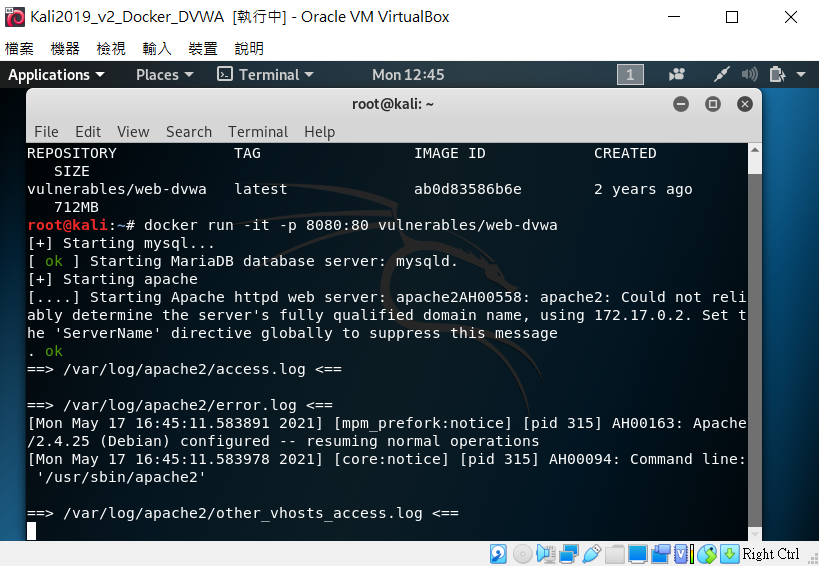 Kali2019_v2_Docker_DVWA [執行中] - Oracle VM VirtualBox
檔案 機器 檢視 輸入 裝置 說明
Applications Places Terminal Mon 12:45 1
root@kali: ~
File Edit View Search Terminal Help
REPOSITORY TAG IMAGE ID CREATED
SIZE
vulnerables/web-dvwa latest ab0d83586b6e 2 years ago
712MB
root@kali:~# docker run -it -p 8080:80 vulnerables/web-dvwa
[+] Starting mysql...
[ ok ] Starting MariaDB database server: mysqld.
[+] Starting apache
[....] Starting Apache httpd web server: apache2AH00558: apache2: Could not reli
ably determine the server's fully qualified domain name, using 172.17.0.2. Set t
he 'ServerName' directive globally to suppress this message
. ok
==> /var/log/apache2/access.log <==
==> /var/log/apache2/error.log <==
[Mon May 17 16:45:11.583891 2021] [mpm_prefork:notice] [pid 315] AH00163: Apache
/2.4.25 (Debian) configured -- resuming normal operations
[Mon May 17 16:45:11.583978 2021] [core:notice] [pid 315] AH00094: Command line:
'/usr/sbin/apache2'
==> /var/log/apache2/other_vhosts_access.log <==
Right Ctrl